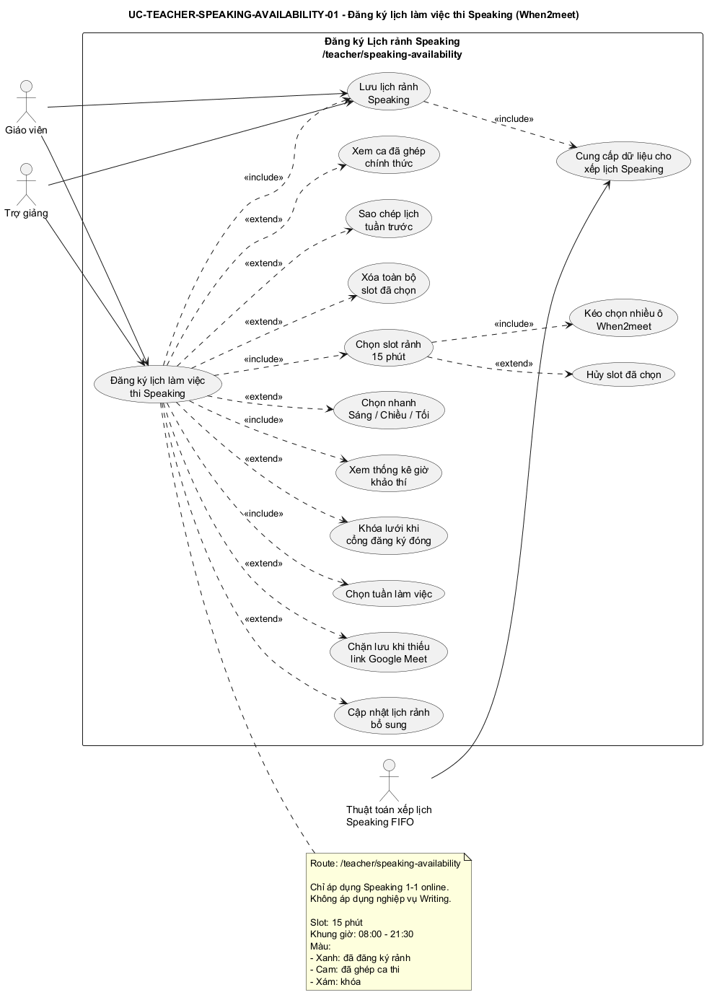 UC-TEACHER-SPEAKING-AVAILABILITY-01 - Đăng ký lịch làm việc thi Speaking (When2meet)
Đăng ký Lịch rảnh Speaking
/teacher/speaking-availability
Giáo viên
Trợ giảng
Lưu lịch rảnh
Speaking
«include»
Cung cấp dữ liệu cho
xếp lịch Speaking
«include»
Xem ca đã ghép
chính thức
«extend»
Sao chép lịch
tuần trước
«extend»
Xóa toàn bộ
slot đã chọn
«extend»
Chọn slot rảnh
15 phút
«include»
«include»
Kéo chọn nhiều ô
When2meet
«extend»
Hủy slot đã chọn
Đăng ký lịch làm việc
thi Speaking
«extend»
Chọn nhanh
Sáng / Chiều / Tối
«include»
Xem thống kê giờ
khảo thí
«extend»
Khóa lưới khi
cổng đăng ký đóng
«include»
Chọn tuần làm việc
«extend»
Chặn lưu khi thiếu
link Google Meet
«extend»
Cập nhật lịch rảnh
bổ sung
Thuật toán xếp lịch
Speaking FIFO
Route: /teacher/speaking-availability
Chỉ áp dụng Speaking 1-1 online.
Không áp dụng nghiệp vụ Writing.
Slot: 15 phút
Khung giờ: 08:00 - 21:30
Màu:
- Xanh: đã đăng ký rảnh
- Cam: đã ghép ca thi
- Xám: khóa